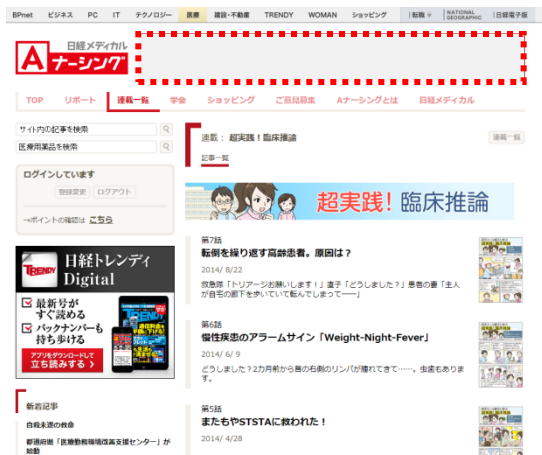 BPnet ビジネス PC IT テクノロジー 医療 建設・不動産 TRENDY WOMAN ショッピング 転職 NATIONAL GEOGRAPHIC 日経電子版
日経メディカル
A ナーシング
TOP リポート 連載一覧 学会 ショッピング ご意見募集 Aナーシングとは 日経メディカル
サイト内の記事を検索
医療用薬品を検索
ログインしています
登録変更 ログアウト
→ポイントの確認は こちら
TRENDY 日経トレンディ
Digital
最新号が
すぐ読める
バックナンバーも
持ち歩ける
アプリをダウンロードして
立ち読みする
新着記事
自殺未遂の救命
都道府県「医療勤務環境改善支援センター」が
始動
連載： 超実践！臨床推論
連載一覧
記事一覧
超実践！臨床推論
第7話
転倒を繰り返す高齢患者。原因は？
2014/ 8/22
救急隊「トリアージお願いします！」直子「どうしました？」患者の妻「主人
が自宅の廊下を歩いていて転んでしまって――」
第6話
慢性疾患のアラームサイン「Weight-Night-Fever」
2014/ 6/ 9
どうしました？2カ月前から首の右側のリンパが腫れてきて……。虫歯もありま
す。
第5話
またもやSTSTAに救われた！
2014/ 4/28